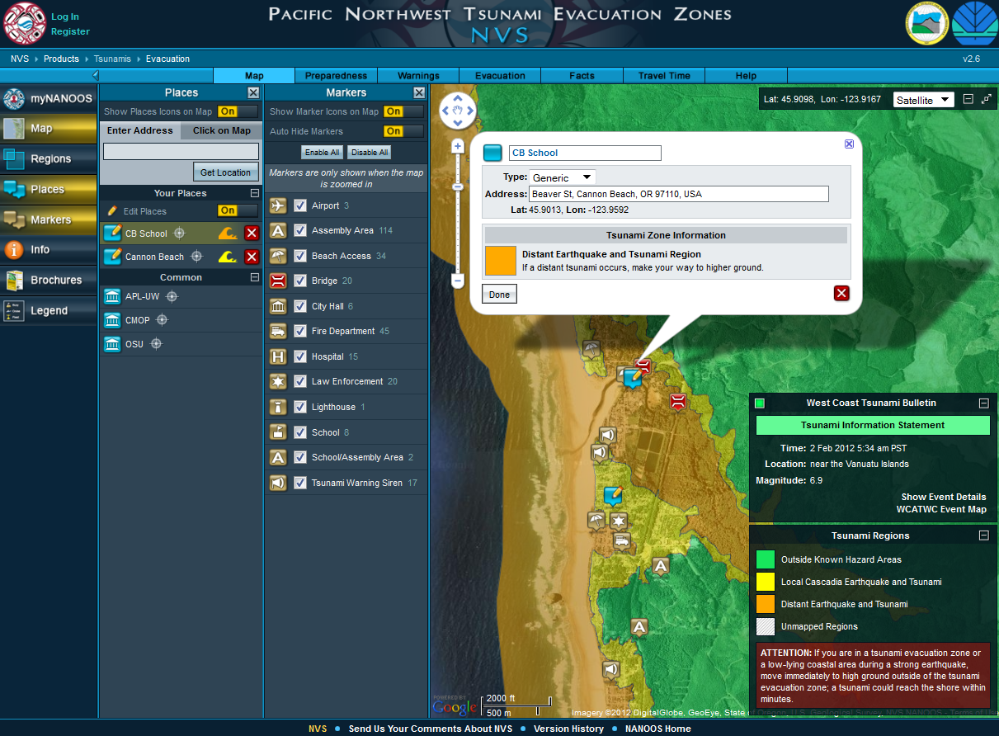 Log In
Register
Pacific Northwest Tsunami Evacuation Zones
NVS
NVS Products Tsunamis Evacuation
v2.6
Map Preparedness Warnings Evacuation Facts Travel Time Help
myNANOOS
Map
Regions
Places
Markers
Info
Brochures
Legend
Places
Show Places Icons on Map On
Enter Address Click on Map
Get Location
Your Places
Edit Places On
CB School
Cannon Beach
Common
APL-UW
CMOP
OSU
Markers
Show Marker Icons on Map On
Auto Hide Markers On
Enable All Disable All
Markers are only shown when the map
is zoomed in
Airport 3
Assembly Area 114
Beach Access 34
Bridge 20
City Hall 6
Fire Department 45
Hospital 15
Law Enforcement 20
Lighthouse 1
School 8
School/Assembly Area 2
Tsunami Warning Siren 17
Lat: 45.9098, Lon: -123.9167 Satellite
CB School
Type: Generic
Address: Beaver St, Cannon Beach, OR 97110, USA
Lat: 45.9013, Lon: -123.9592
Tsunami Zone Information
Distant Earthquake and Tsunami Region
If a distant tsunami occurs, make your way to higher ground.
Done
West Coast Tsunami Bulletin
Tsunami Information Statement
Time: 2 Feb 2012 5:34 am PST
Location: near the Vanuatu Islands
Magnitude: 6.9
Show Event Details
WCATWC Event Map
Tsunami Regions
Outside Known Hazard Areas
Local Cascadia Earthquake and Tsunami
Distant Earthquake and Tsunami
Unmapped Regions
ATTENTION: If you are in a tsunami evacuation zone or
a low-lying coastal area during a strong earthquake,
move immediately to high ground outside of the tsunami
evacuation zone; a tsunami could reach the shore within
minutes.
POWERED BY
Google
2000 ft
500 m
Imagery ©2012 DigitalGlobe, GeoEye, State of Oregon, U.S. Geological Survey, NVS NANOOS - Terms of Use
NVS Send Us Your Comments About NVS Version History NANOOS Home